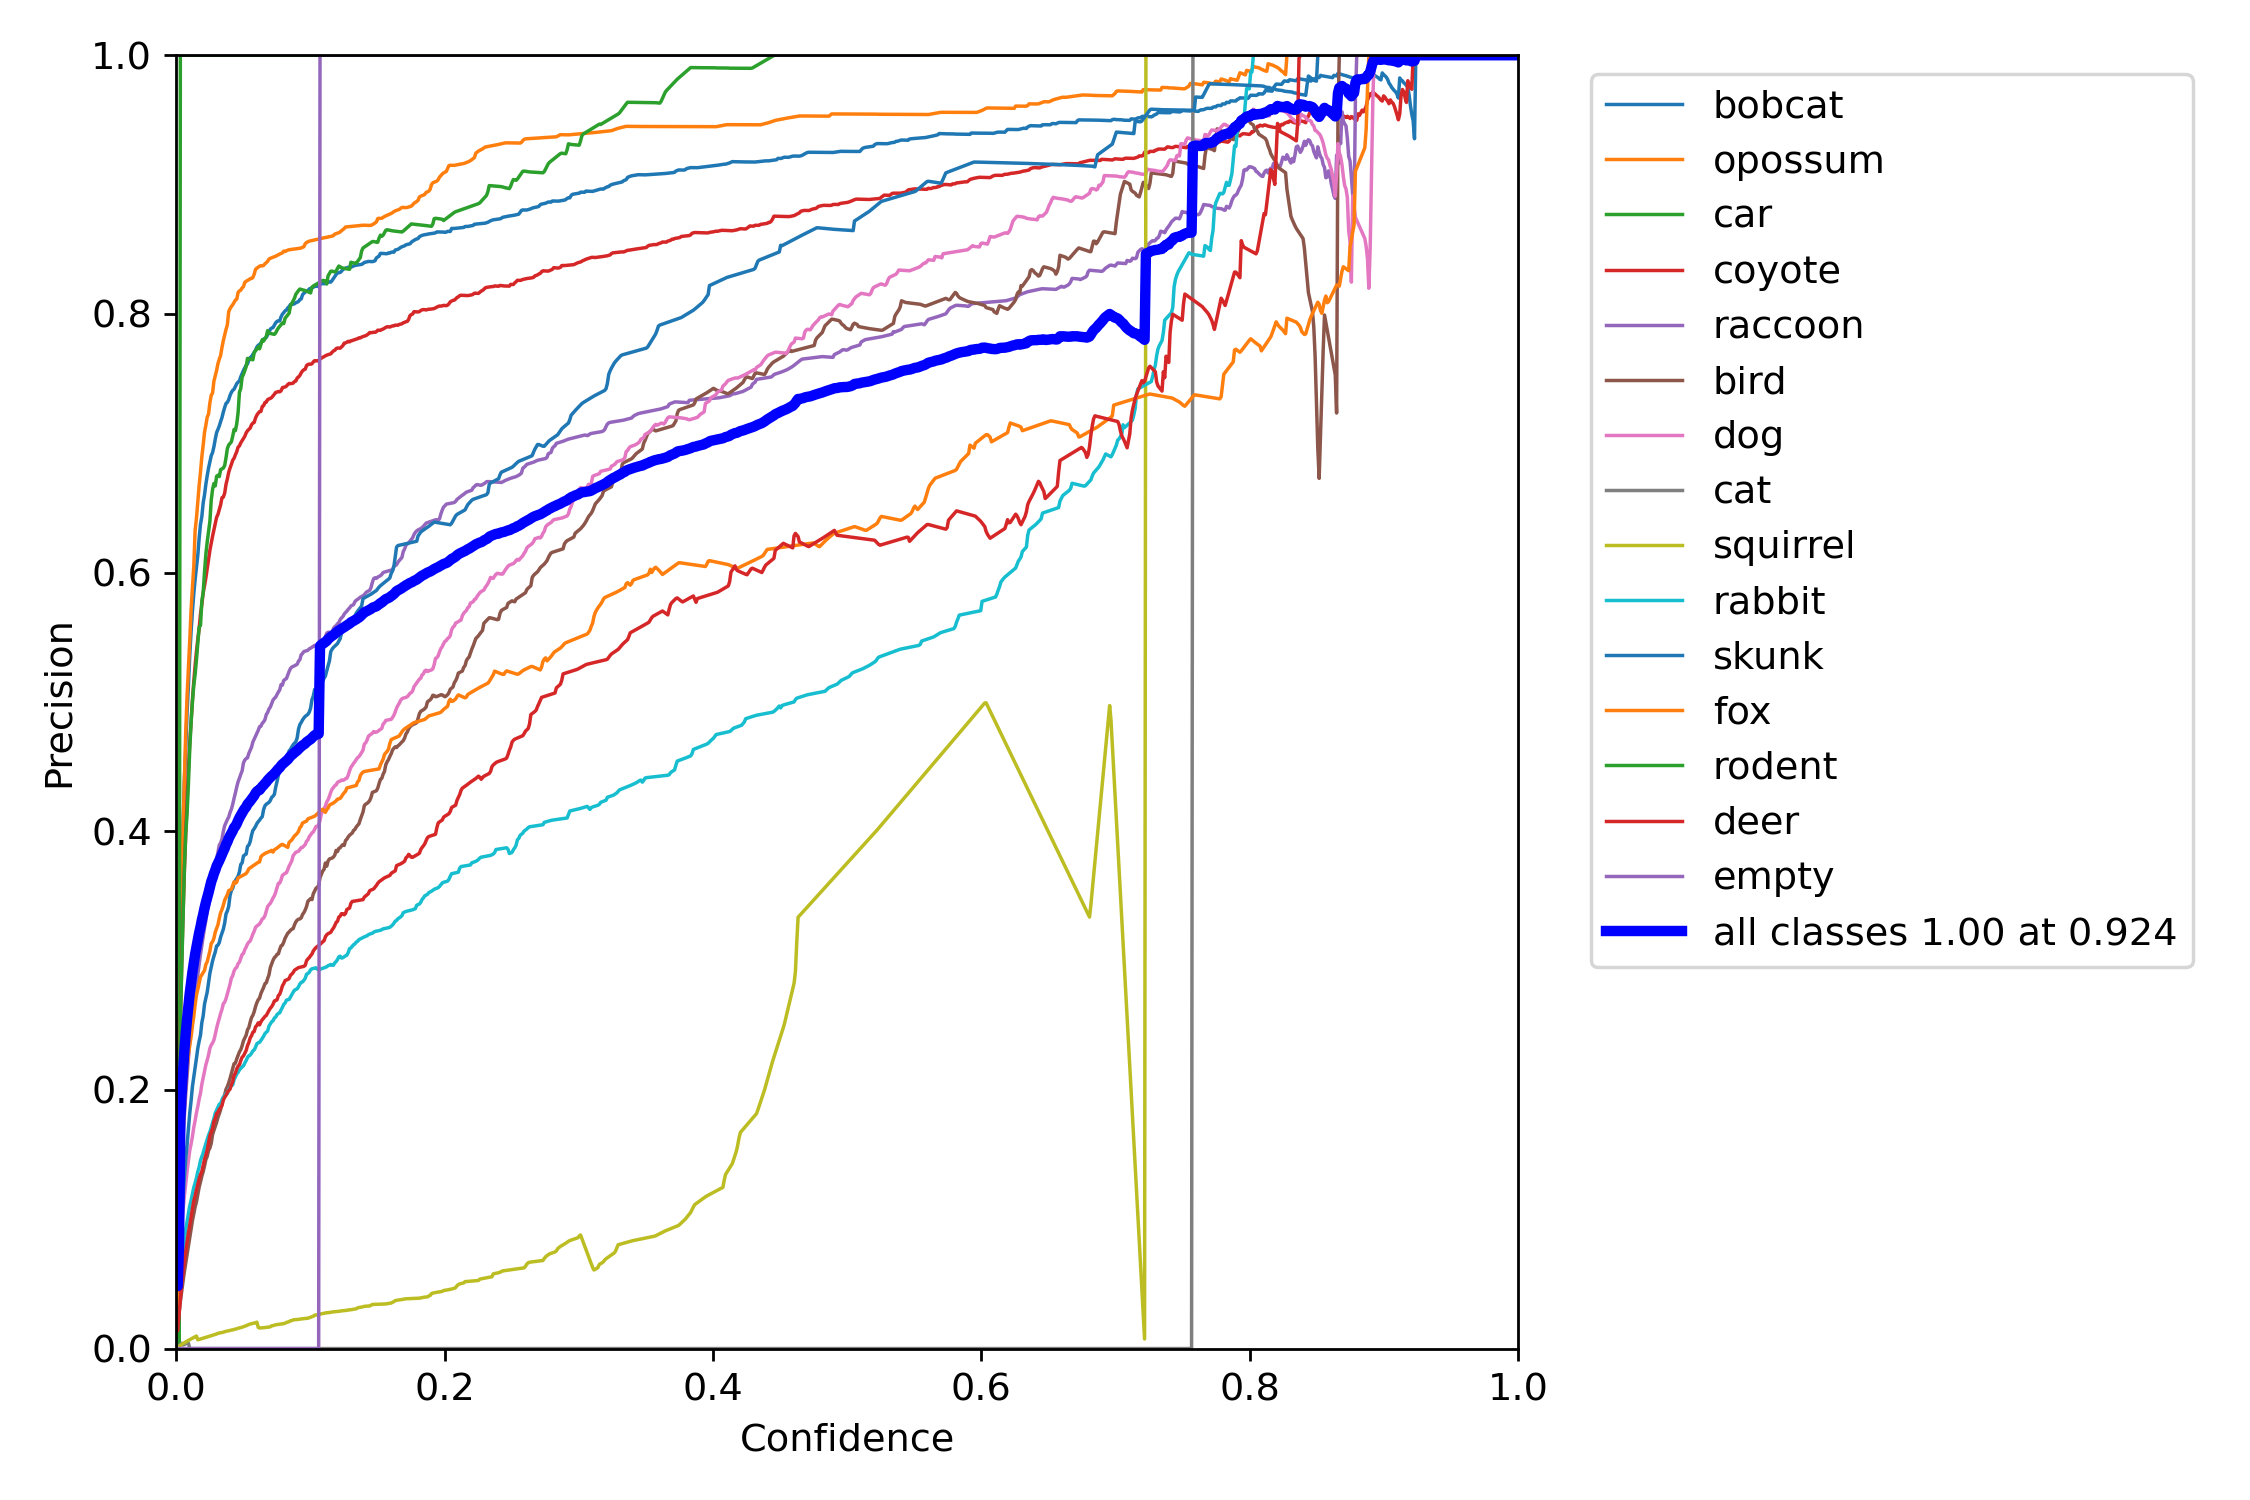 1.0
0.8
0.6
0.4
0.2
0.0
Precision
0.0 0.2 0.4 0.6 0.8 1.0
Confidence
bobcat
opossum
car
coyote
raccoon
bird
dog
cat
squirrel
rabbit
skunk
fox
rodent
deer
empty
all classes 1.00 at 0.924